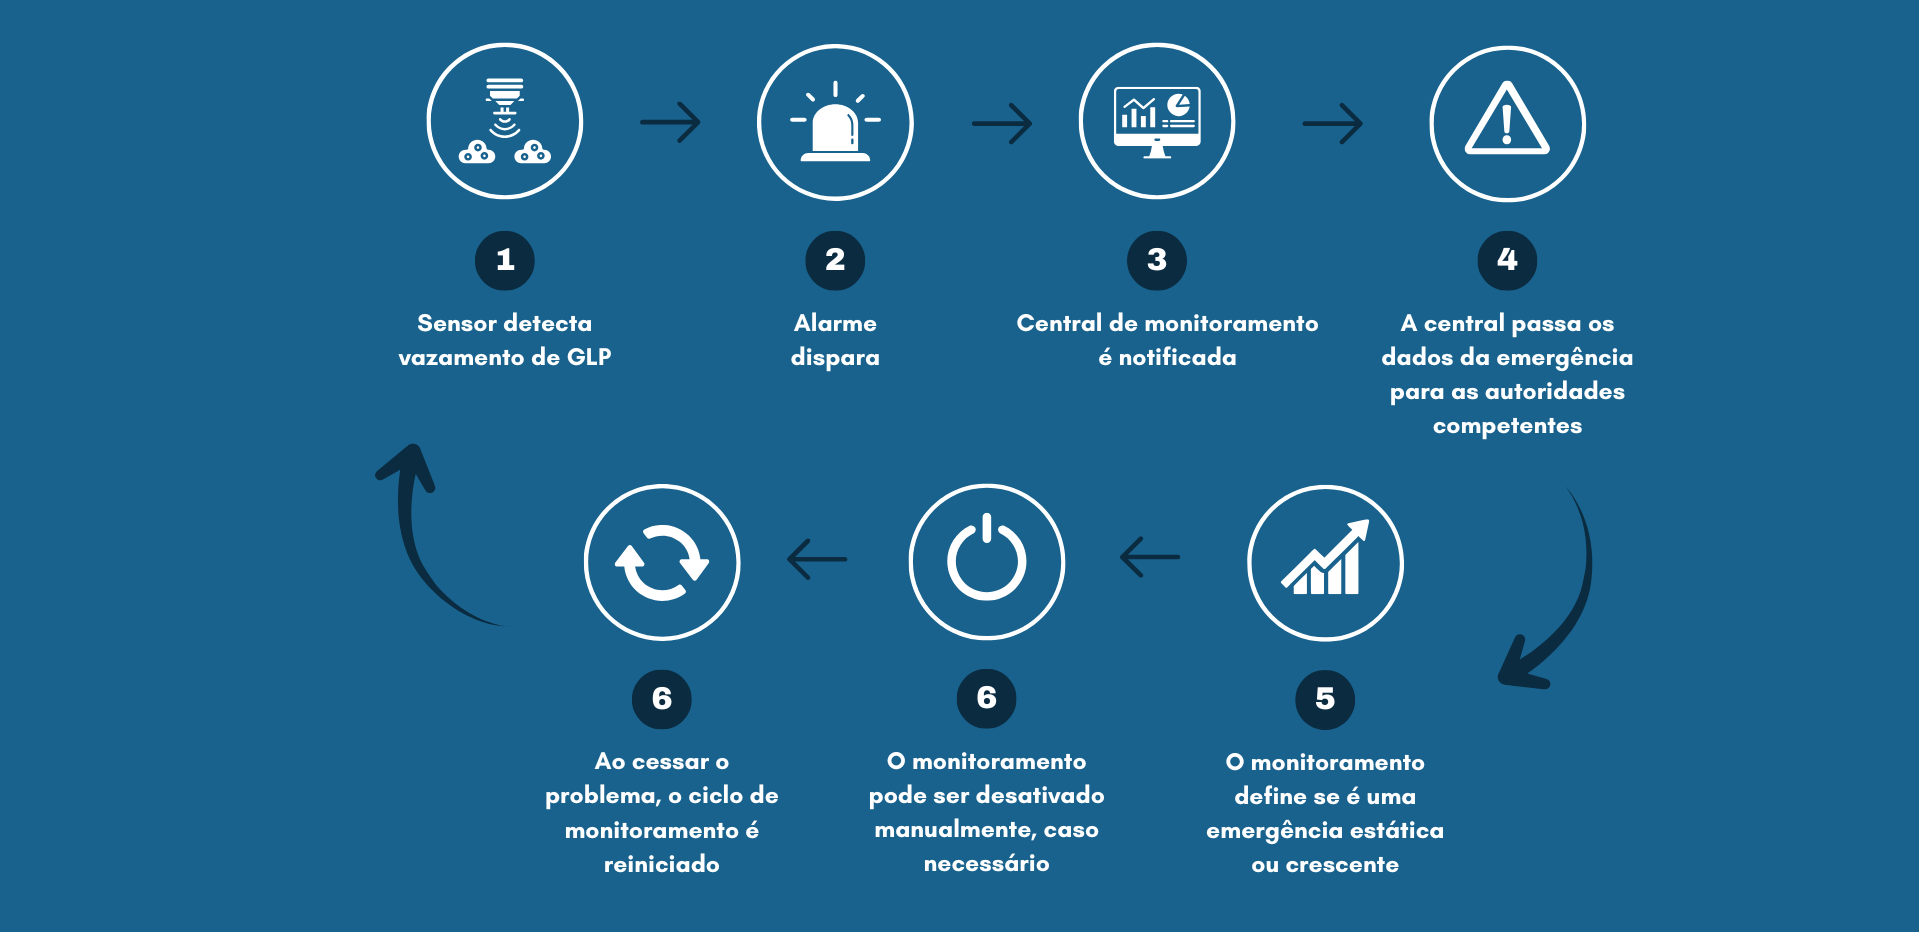 1
Sensor detecta
vazamento de GLP
2
Alarme
dispara
3
Central de monitoramento
é notificada
4
A central passa os
dados da emergência
para as autoridades
competentes
5
O monitoramento
define se é uma
emergência estática
ou crescente
6
O monitoramento
pode ser desativado
manualmente, caso
necessário
6
Ao cessar o
problema, o ciclo de
monitoramento é
reiniciado